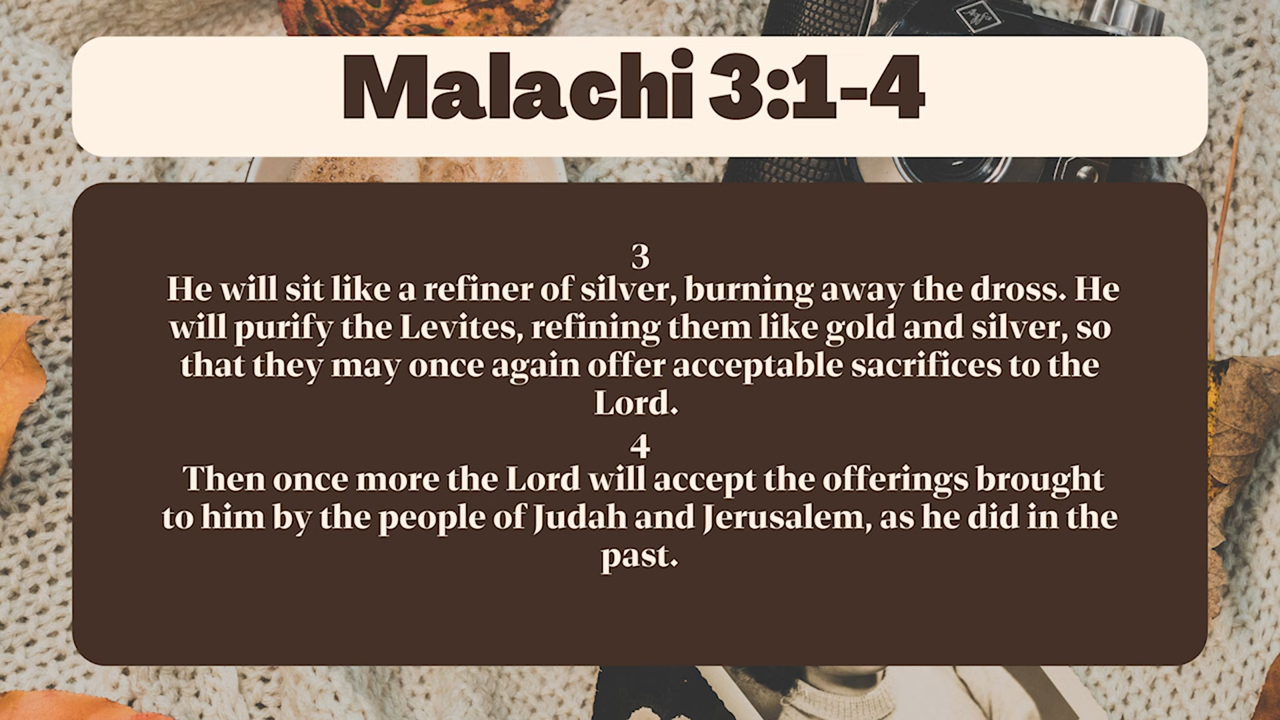 Malachi 3:1-4
3
He will sit like a refiner of silver, burning away the dross. He
will purify the Levites, refining them like gold and silver, so
that they may once again offer acceptable sacrifices to the
Lord.
4
Then once more the Lord will accept the offerings brought
to him by the people of Judah and Jerusalem, as he did in the
past.